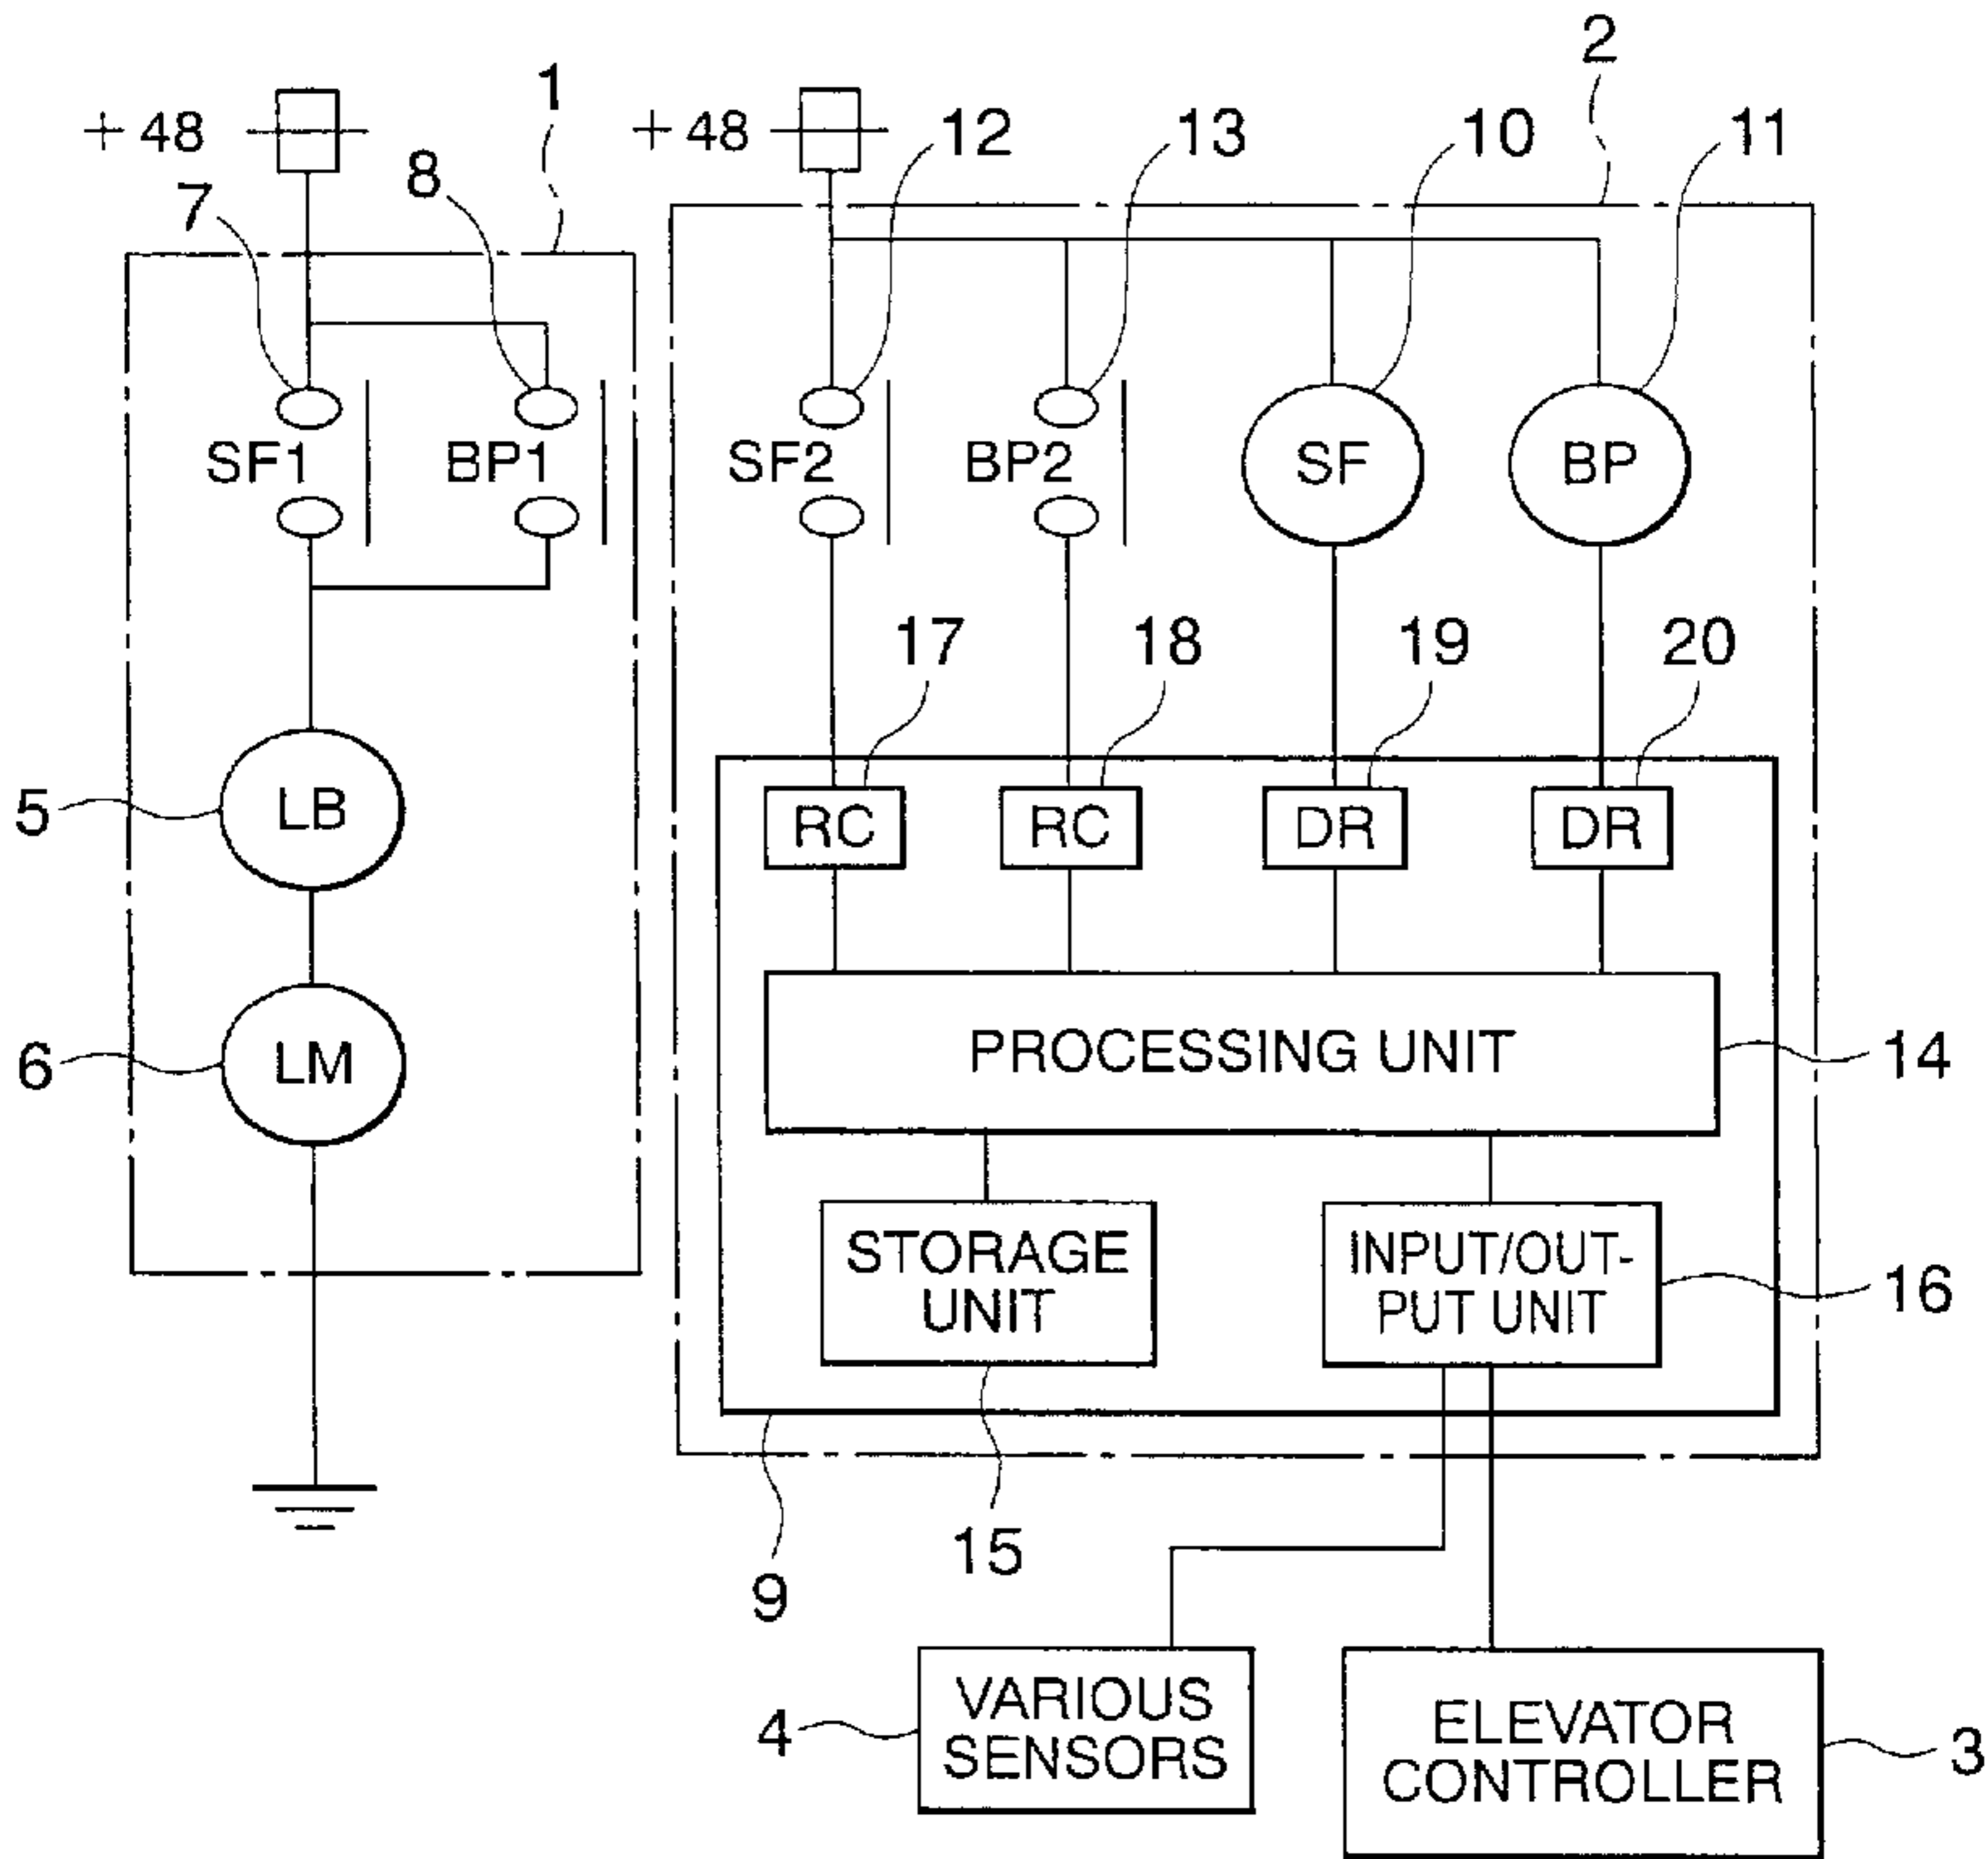 2
1
+ 48
+ 48
12
13
10
11
7
8
SF1
BP1
SF2
BP2
SF
BP
17
18
19
20
5
LB
RC
RC
DR
DR
6
LM
PROCESSING UNIT
14
STORAGE
UNIT
INPUT/OUT-
PUT UNIT
16
15
9
4
VARIOUS
SENSORS
ELEVATOR
CONTROLLER
3